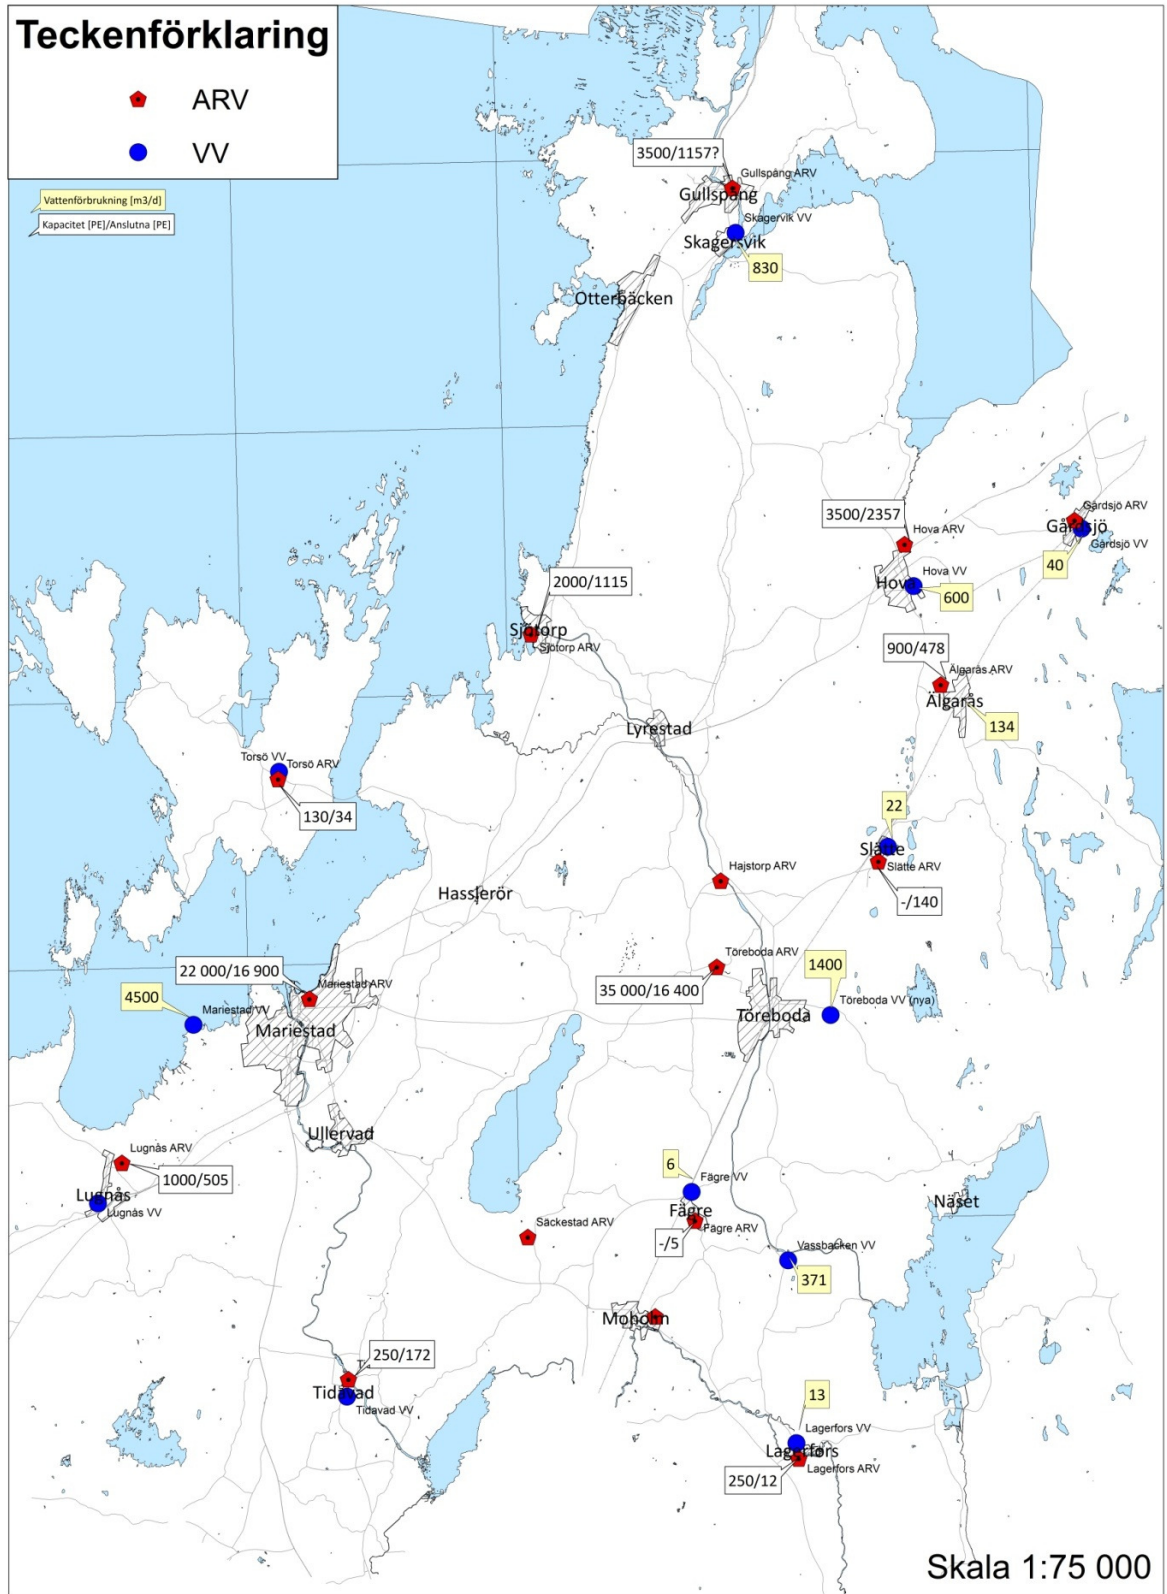 Teckenförklaring
ARV
VV
Vattenförbrukning [m3/d]
Kapacitet [PE]/Anslutna [PE]
3500/1157?
Gullspång ARV
Gullspång
Skagervik VV
Skagersvik
830
Otterbäcken
3500/2357
Hova ARV
Gårdsjö ARV
Gårdsjö
Gårdsjö VV
40
Hova VV
Hova
600
2000/1115
Sjötorp
Sjötorp ARV
900/478
Älgarås ARV
Älgarås
134
Lyrestad
Torsö VV
Torsö ARV
130/34
22
Slätte
Slätte ARV
-/140
Hajstorp ARV
Hasslerör
Töreboda ARV
35 000/16 400
1400
Töreboda VV (nya)
Töreboda
22 000/16 900
Mariestad ARV
4500
Mariestad VV
Mariestad
Ullervad
Lugnås ARV
1000/505
Lugnås
Lugnås VV
6
Fägre VV
Fägre
Fägre ARV
-/5
Näset
Säckestad ARV
Vassbacken VV
371
Moholm
250/172
T
Tidavad
Tidavad VV
13
Lagerfors VV
Lagerfors
Lagerfors ARV
250/12
Skala 1:75 000